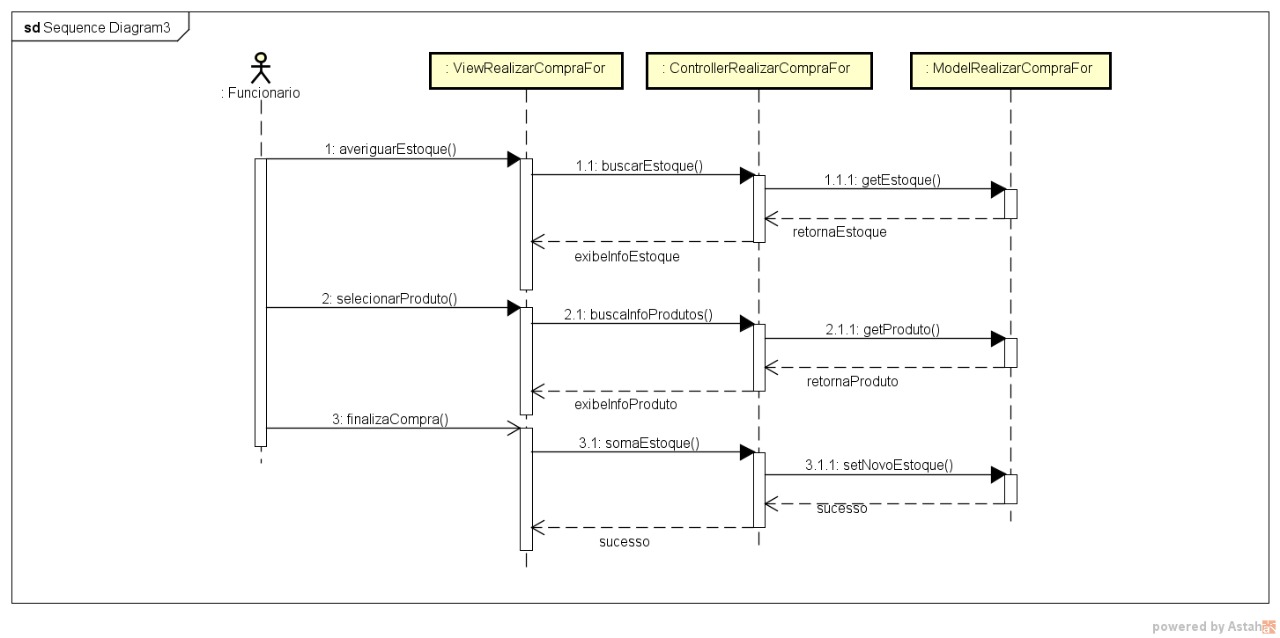 sd Sequence Diagram3
: Funcionario
: ViewRealizarCompraFor
: ControllerRealizarCompraFor
: ModelRealizarCompraFor
1: averiguarEstoque()
1.1: buscarEstoque()
1.1.1: getEstoque()
retornaEstoque
exibeInfoEstoque
2: selecionarProduto()
2.1: buscaInfoProdutos()
2.1.1: getProduto()
retornaProduto
exibeInfoProduto
3: finalizaCompra()
3.1: somaEstoque()
3.1.1: setNovoEstoque()
sucesso
sucesso
powered by Astah